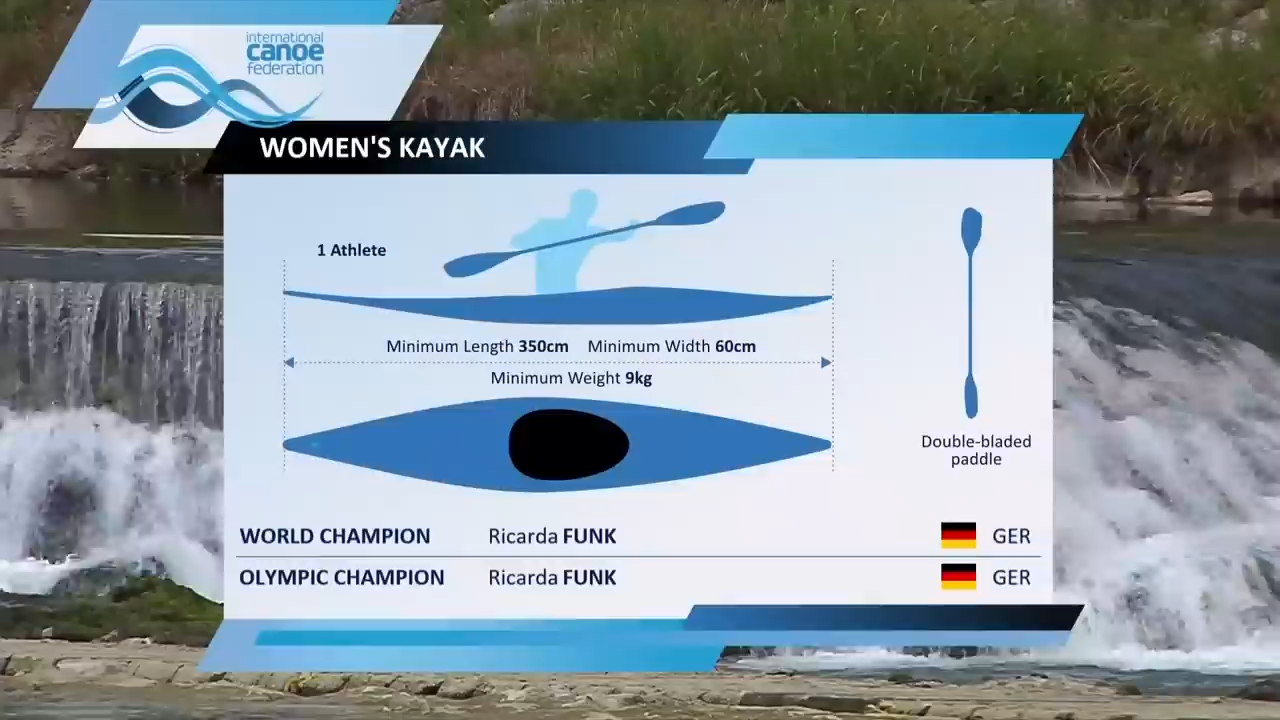 international
canoe
federation
WOMEN'S KAYAK
1 Athlete
Minimum Length 350cm Minimum Width 60cm
Minimum Weight 9kg
Double-bladed
paddle
WORLD CHAMPION Ricarda FUNK GER
OLYMPIC CHAMPION Ricarda FUNK GER